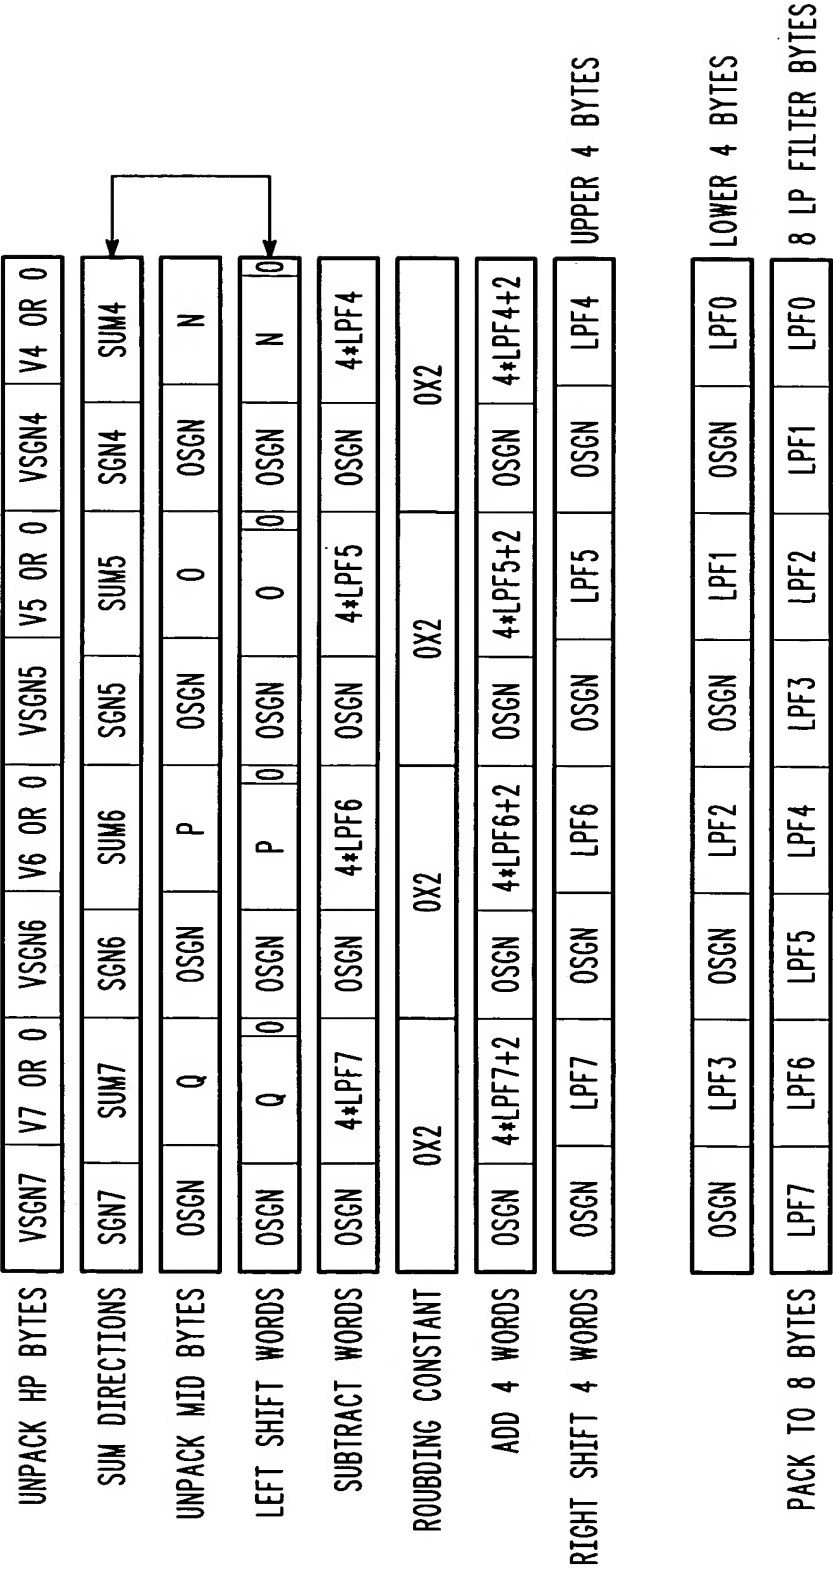 UNPACK HP BYTES VSGN7 V7 OR 0 VSGN6 V6 OR 0 VSGN5 V5 OR 0 VSGN4 V4 OR 0
SUM DIRECTIONS SGN7 SUM7 SGN6 SUM6 SGN5 SUM5 SGN4 SUM4
UNPACK MID BYTES OSGN Q OSGN P OSGN O OSGN N
LEFT SHIFT WORDS OSGN Q 0 OSGN P 0 OSGN O 0 OSGN N 0
SUBTRACT WORDS OSGN 4*LPF7 OSGN 4*LPF6 OSGN 4*LPF5 OSGN 4*LPF4
ROUBDING CONSTANT 0X2 0X2 0X2 0X2
ADD 4 WORDS OSGN 4*LPF7+2 OSGN 4*LPF6+2 OSGN 4*LPF5+2 OSGN 4*LPF4+2
RIGHT SHIFT 4 WORDS OSGN LPF7 OSGN LPF6 OSGN LPF5 OSGN LPF4 UPPER 4 BYTES
OSGN LPF3 OSGN LPF2 OSGN LPF1 OSGN LPF0 LOWER 4 BYTES
PACK TO 8 BYTES LPF7 LPF6 LPF5 LPF4 LPF3 LPF2 LPF1 LPF0 8 LP FILTER BYTES